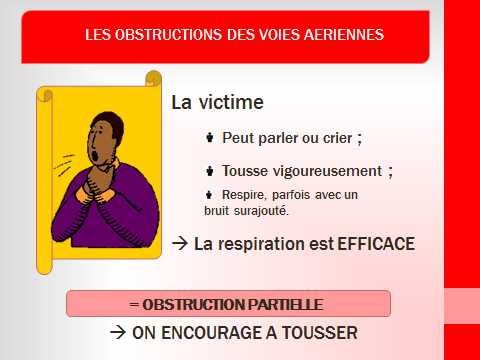 LES OBSTRUCTIONS DES VOIES AERIENNES
La victime
Peut parler ou crier ;
Tousse vigoureusement ;
Respire, parfois avec un
bruit surajouté.
→ La respiration est EFFICACE
= OBSTRUCTION PARTIELLE
→ ON ENCOURAGE A TOUSSER